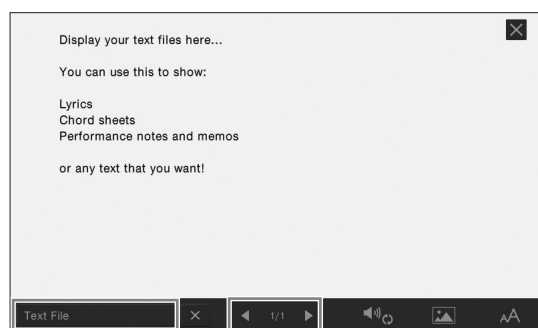 Display your text files here...
You can use this to show:
Lyrics
Chord sheets
Performance notes and memos
or any text that you want!
Text File
1/1
AA